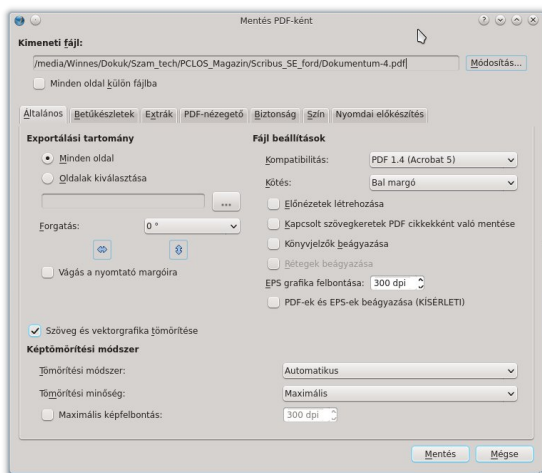 Mentés PDF-ként
Kimeneti fájl:
/media/Winnes/Dokuk/Szam_tech/PCLOS_Magazin/Scribus_SE_ford/Dokumentum-4.pdf
Módosítás...
Minden oldal külön fájlba
Általános Betűkészletek Extrák PDF-nézegető Biztonság Szín Nyomdai előkészítés
Exportálási tartomány
Minden oldal
Oldalak kiválasztása
...
Forgatás: 0 °
Vágás a nyomtató margóira
Fájl beállítások
Kompatibilitás: PDF 1.4 (Acrobat 5)
Kötés: Bal margó
Előnézetek létrehozása
Kapcsolt szövegkeretek PDF cikkekként való mentése
Könyvjelzők beágyazása
Rétegek beágyazása
EPS grafika felbontása: 300 dpi
PDF-ek és EPS-ek beágyazása (KÍSÉRLETI)
Szöveg és vektorgrafika tömörítése
Képtömörítési módszer
Tömörítési módszer: Automatikus
Tömörítési minőség: Maximális
Maximális képfelbontás: 300 dpi
Mentés Mégse